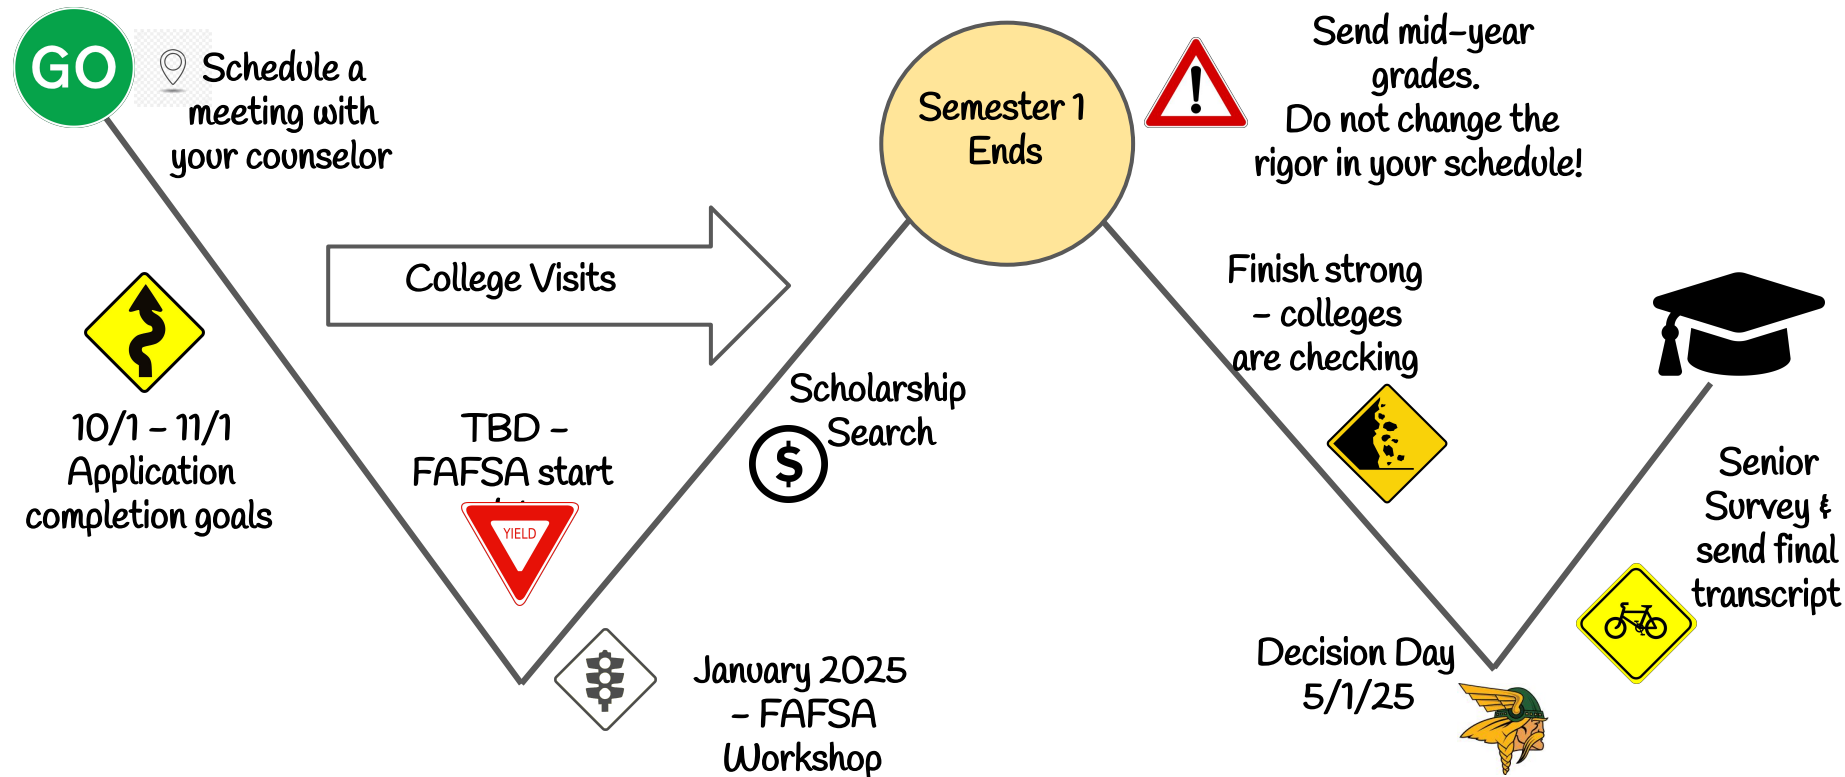 GO
Schedule a
meeting with
your counselor
10/1 - 11/1
Application
completion goals
College Visits
TBD -
FAFSA start
YIELD
January 2025
- FAFSA
Workshop
Scholarship
Search
$
Semester 1
Ends
!
Send mid-year
grades.
Do not change the
rigor in your schedule!
Finish strong
- colleges
are checking
Decision Day
5/1/25
Senior
Survey &
send final
transcript